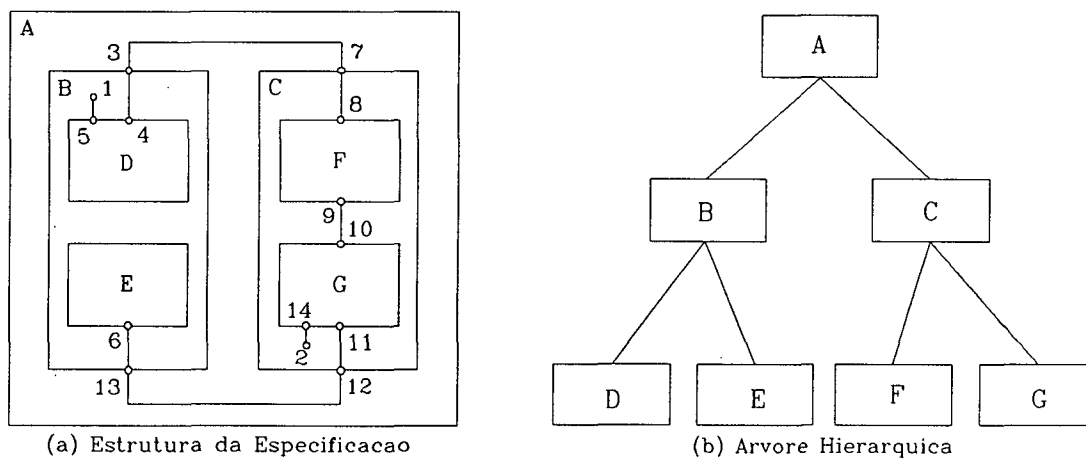 A
3
7
B
1
C
8
5
4
D
F
9
10
E
G
14
6
11
2
13
12
(a) Estrutura da Especificacao
A
B
C
D
E
F
G
(b) Arvore Hierarquica